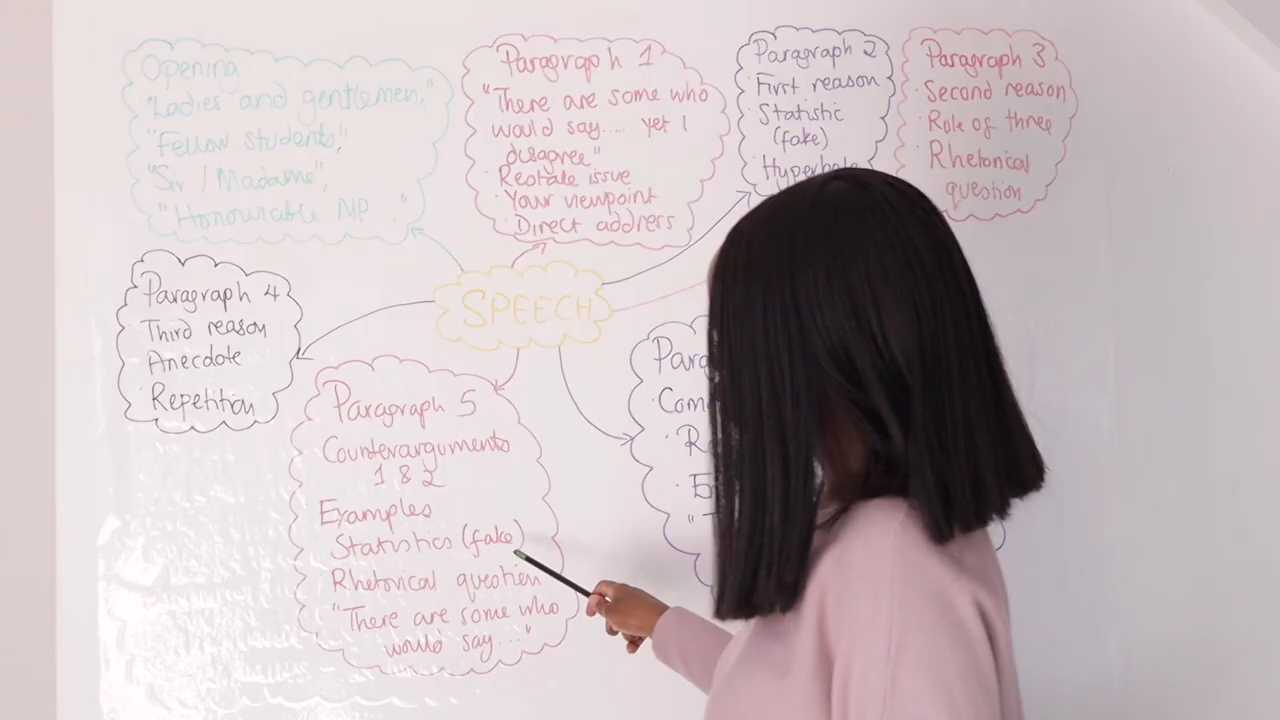 Opening
"Ladies and gentlemen,"
"Fellow students",
"Sir / Madame",
"Honourable MP ."
Paragraph 1
"There are some who
would say.... yet I
disagree"
· Restate issue
· Your viewpoint
· Direct address
Paragraph 2
· First reason
· Statistic
(fake)
· Hyperbole
Paragraph 3
· Second reason
· Role of three
· Rhetorical
question
SPEECH
Paragraph 4
· Third reason
· Anecdote
· Repetition
Paragraph 5
· Counterarguments
1 & 2
· Examples
· Statistics (fake)
· Rhetorical question
· "There are some who
would say..."